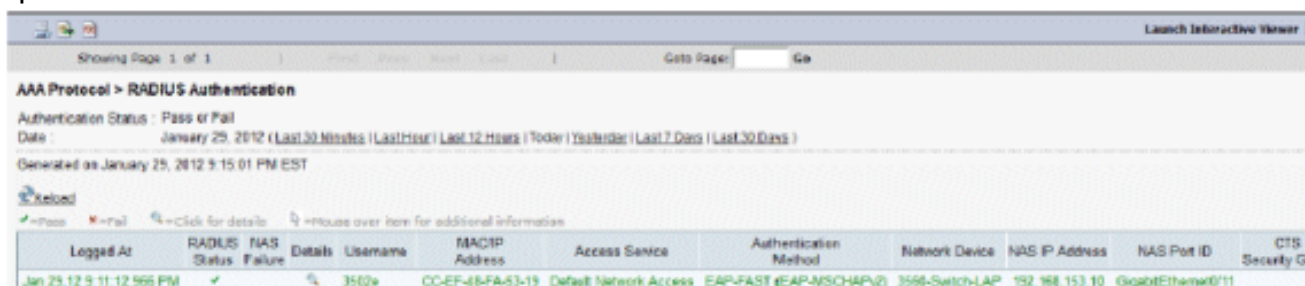 Launch Interactive Viewer
Showing Page 1 of 1 | First Prev Next Last | Goto Page: Go
AAA Protocol > RADIUS Authentication
Authentication Status : Pass or Fail
Date : January 29, 2012 ( Last 30 Minutes | Last Hour | Last 12 Hours | Today | Yesterday | Last 7 Days | Last 30 Days )
Generated on January 29, 2012 9:15:01 PM EST
Reload
=Pass =Fail =Click for details =Mouse over item for additional information
Logged At RADIUS Status NAS Failure Details Username MAC/IP Address Access Service Authentication Method Network Device NAS IP Address NAS Port ID CTS Security G
Jan 29,12 9:11:12.966 PM 3502e CC-EF-48-FA-53-19 Default Network Access EAP-FAST (EAP-MSCHAPv2) 3560-Switch-LAP 192.168.153.10 GigabitEthernet0/11